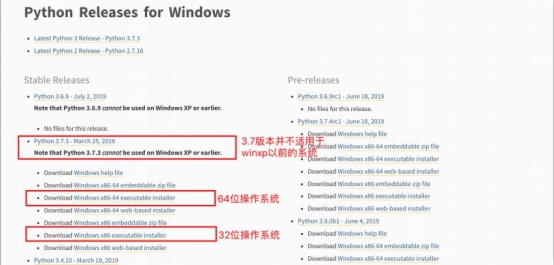 Python Releases for Windows
Latest Python 3 Release - Python 3.7.3
Latest Python 2 Release - Python 2.7.16
Stable Releases
Python 3.6.9 - July 2, 2019
Note that Python 3.6.9 cannot be used on Windows XP or earlier.
No files for this release.
Python 3.7.3 - March 25, 2019
Note that Python 3.7.3 cannot be used on Windows XP or earlier.
3.7版本并不适用于
winxp以前的系统
Download Windows help file
Download Windows x86-64 embeddable zip file
Download Windows x86-64 executable installer
64位操作系统
Download Windows x86-64 web-based installer
Download Windows x86 embeddable zip file
Download Windows x86 executable installer
32位操作系统
Download Windows x86 web-based installer
Python 3.4.10 - March 18, 2019
Pre-releases
Python 3.6.9rc1 - June 18, 2019
No files for this release.
Python 3.7.4rc1 - June 18, 2019
Download Windows help file
Download Windows x86-64 embeddable zip file
Download Windows x86-64 executable installer
Download Windows x86-64 web-based installer
Download Windows x86 embeddable zip file
Download Windows x86 executable installer
Download Windows x86 web-based installer
Python 3.8.0b1 - June 4, 2019
Download Windows help file
Download Windows x86-64 embeddable zip file
Download Windows x86-64 executable installer